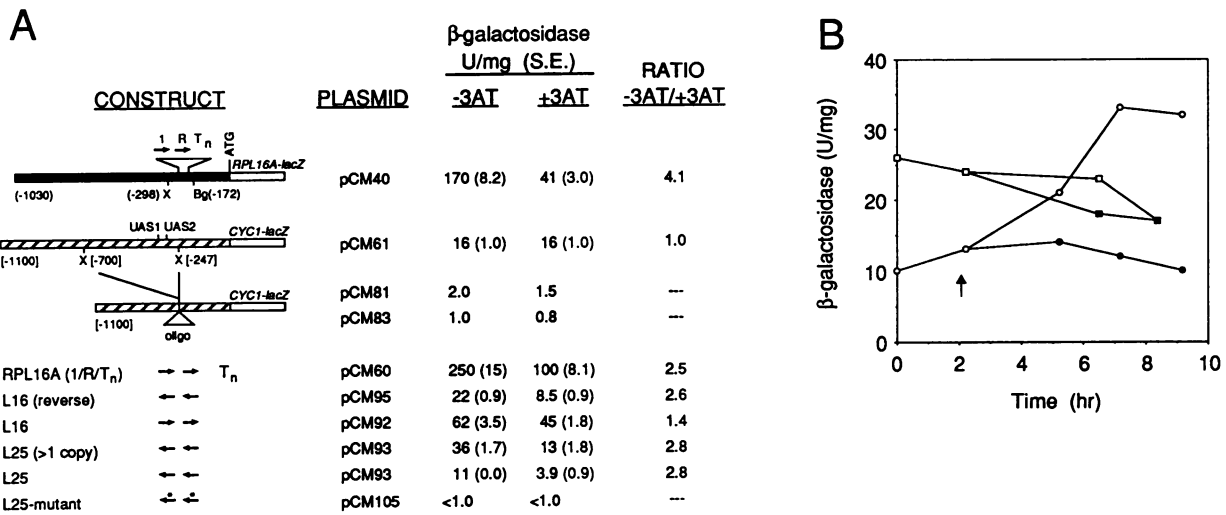 A
β-galactosidase
U/mg (S.E.)
RATIO
CONSTRUCT PLASMID -3AT +3AT -3AT/+3AT
1 R Tn ATG
RPL16A-lacZ
pCM40 170 (8.2) 41 (3.0) 4.1
(-1030) (-298) X Bg(-172)
UAS1 UAS2 CYC1-lacZ
pCM61 16 (1.0) 16 (1.0) 1.0
[-1100] X [-700] X [-247]
CYC1-lacZ
pCM81 2.0 1.5 ---
[-1100] pCM83 1.0 0.8 ---
oligo
RPL16A (1/R/Tn) → → Tn pCM60 250 (15) 100 (8.1) 2.5
L16 (reverse) ← ← pCM95 22 (0.9) 8.5 (0.9) 2.6
L16 → → pCM92 62 (3.5) 45 (1.8) 1.4
L25 (>1 copy) ← ← pCM93 36 (1.7) 13 (1.8) 2.8
L25 ← ← pCM93 11 (0.0) 3.9 (0.9) 2.8
L25-mutant pCM105 <1.0 <1.0 ---
B
β-galactosidase (U/mg)
40
30
20
10
0
0 2 4 6 8 10
Time (hr)